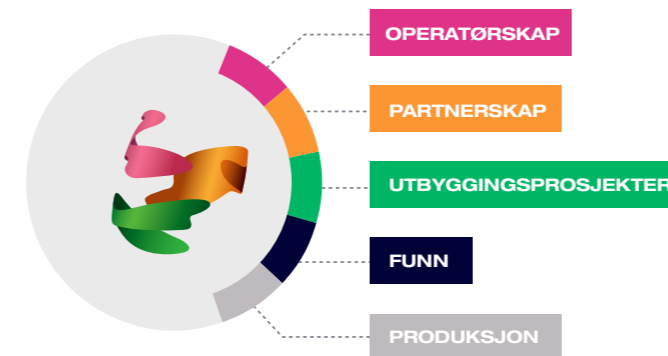 OPERATØRSKAP
PARTNERSKAP
UTBYGGINGSPROSJEKTER
FUNN
PRODUKSJON